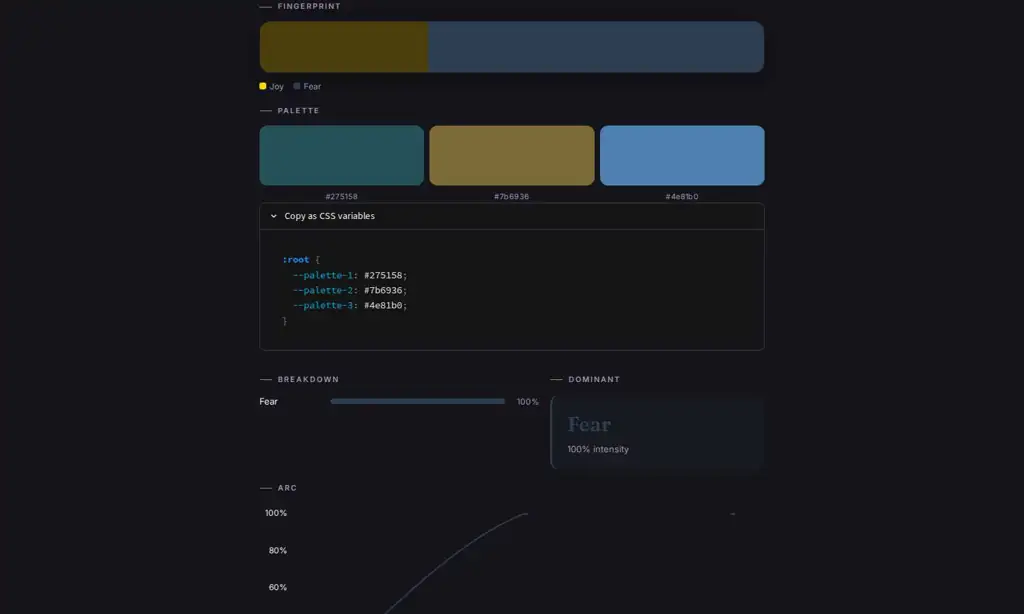 FINGERPRINT
Joy Fear
PALETTE
#275158 #7b6936 #4e81b0
Copy as CSS variables
:root {
--palette-1: #275158;
--palette-2: #7b6936;
--palette-3: #4e81b0;
}
BREAKDOWN
Fear 100%
DOMINANT
Fear
100% intensity
ARC
100%
80%
60%